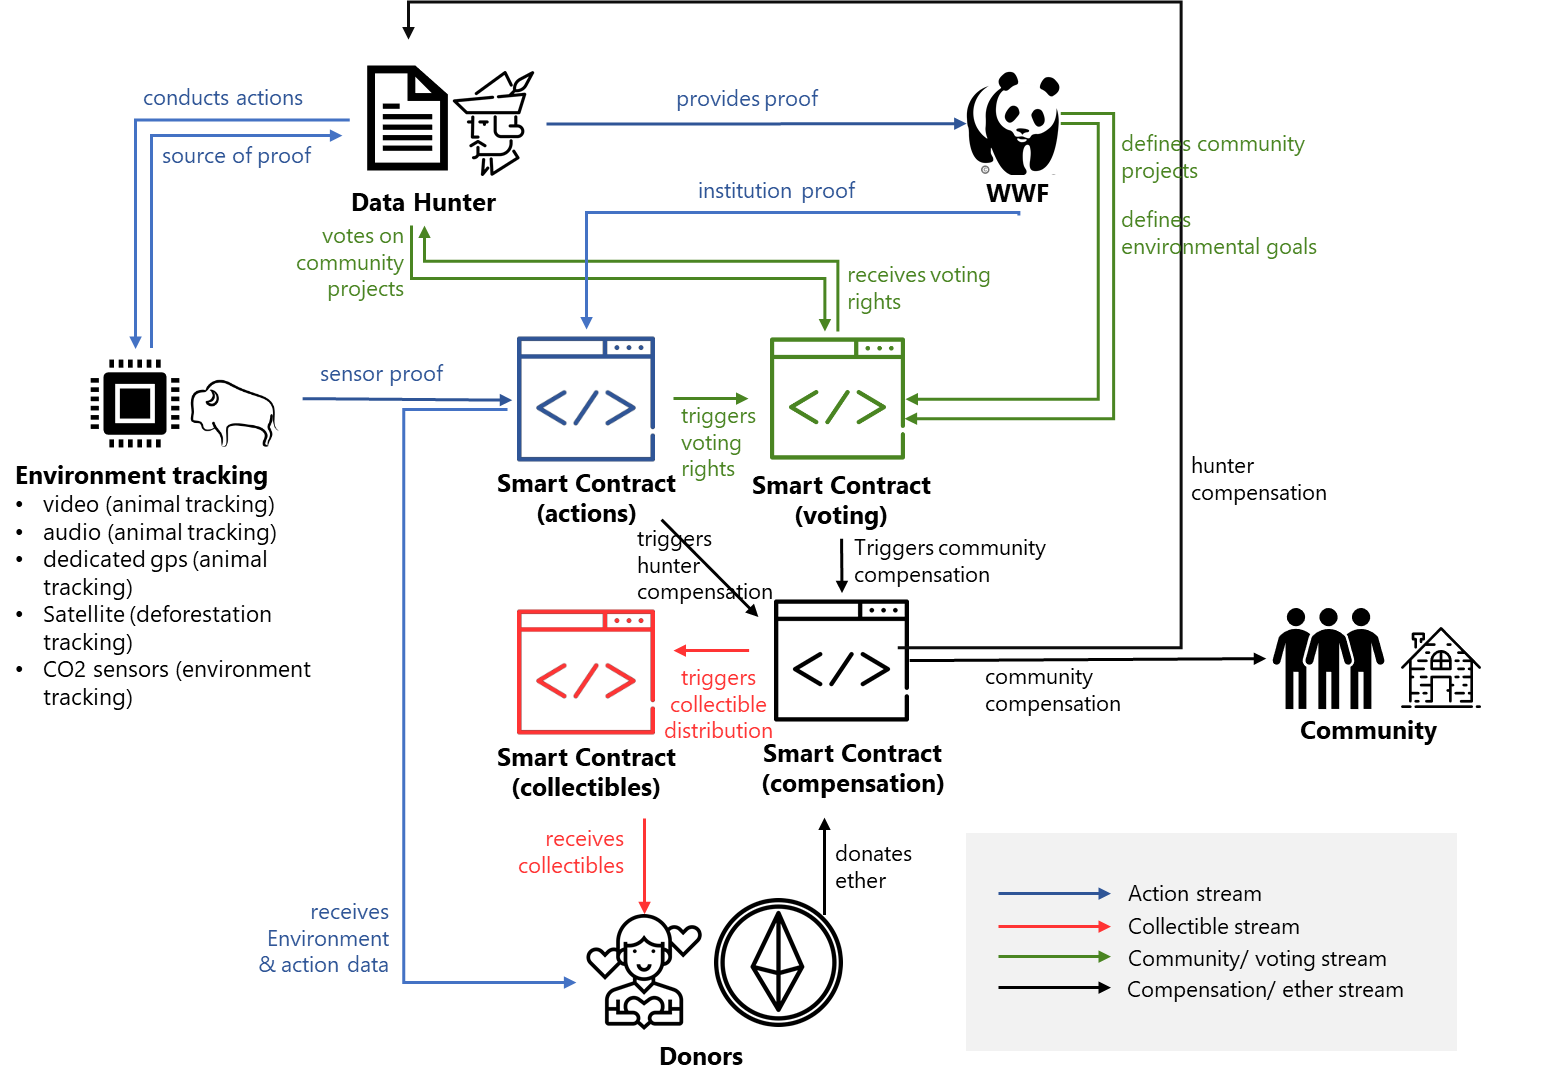 conducts actions
source of proof
Data Hunter
provides proof
©
WWF
institution proof
defines community
projects
defines
environmental goals
votes on
community
projects
receives voting
rights
sensor proof
</>
</>
triggers
voting
rights
Environment tracking
• video (animal tracking)
• audio (animal tracking)
• dedicated gps (animal
tracking)
• Satellite (deforestation
tracking)
• CO2 sensors (environment
tracking)
Smart Contract
(actions)
Smart Contract
(voting)
hunter
compensation
triggers
hunter
compensation
Triggers community
compensation
</>
</>
triggers
collectible
distribution
community
compensation
Community
Smart Contract
(collectibles)
Smart Contract
(compensation)
receives
collectibles
donates
ether
receives
Environment
& action data
Donors
Action stream
Collectible stream
Community/ voting stream
Compensation/ ether stream